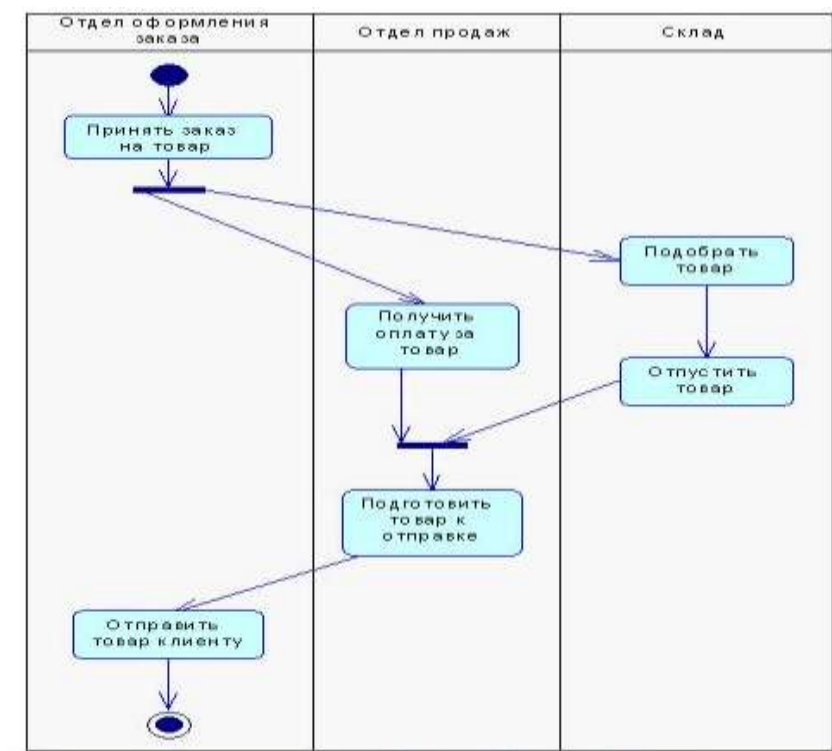 Отдел оформления
заказа
Отдел продаж
Склад
Принять заказ
на товар
Подобрать
товар
Получить
оплату за
товар
Отпустить
товар
Подготовить
товар к
отправке
Отправить
товар клиенту